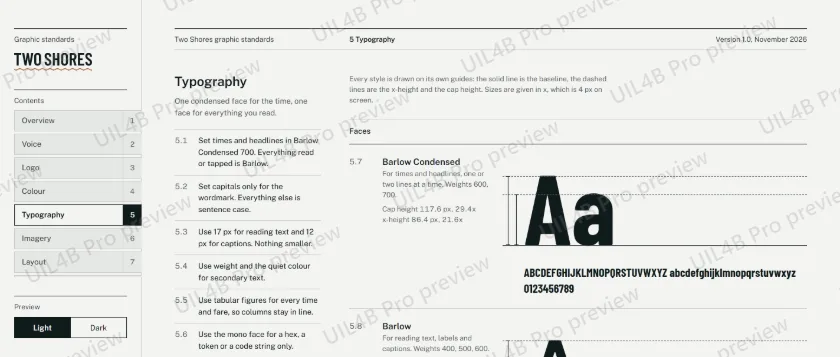 Graphic standards
TWO SHORES
Contents
Overview 1
Voice 2
Logo 3
Colour 4
Typography 5
Imagery 6
Layout 7
Preview
Light Dark
Two Shores graphic standards
5 Typography
Version 1.0, November 2026
Typography
One condensed face for the time, one
face for everything you read.
5.1 Set times and headlines in Barlow
Condensed 700. Everything read
or tapped is Barlow.
5.2 Set capitals only for the
wordmark. Everything else is
sentence case.
5.3 Use 17 px for reading text and 12
px for captions. Nothing smaller.
5.4 Use weight and the quiet colour
for secondary text.
5.5 Use tabular figures for every time
and fare, so columns stay in line.
5.6 Use the mono face for a hex, a
token or a code string only.
Every style is drawn on its own guides: the solid line is the baseline, the dashed
lines are the x-height and the cap height. Sizes are given in x, which is 4 px on
screen.
Faces
5.7 Barlow Condensed
For times and headlines, one or
two lines at a time. Weights 600,
700.
Cap height 117.6 px, 29.4x
x-height 86.4 px, 21.6x
Aa
ABCDEFGHIJKLMNOPQRSTUVWXYZ abcdefghijklmnopqrstuvwxyz
0123456789
5.8 Barlow
For reading text, labels and
captions. Weights 400, 500, 600.
UIL4B Pro preview